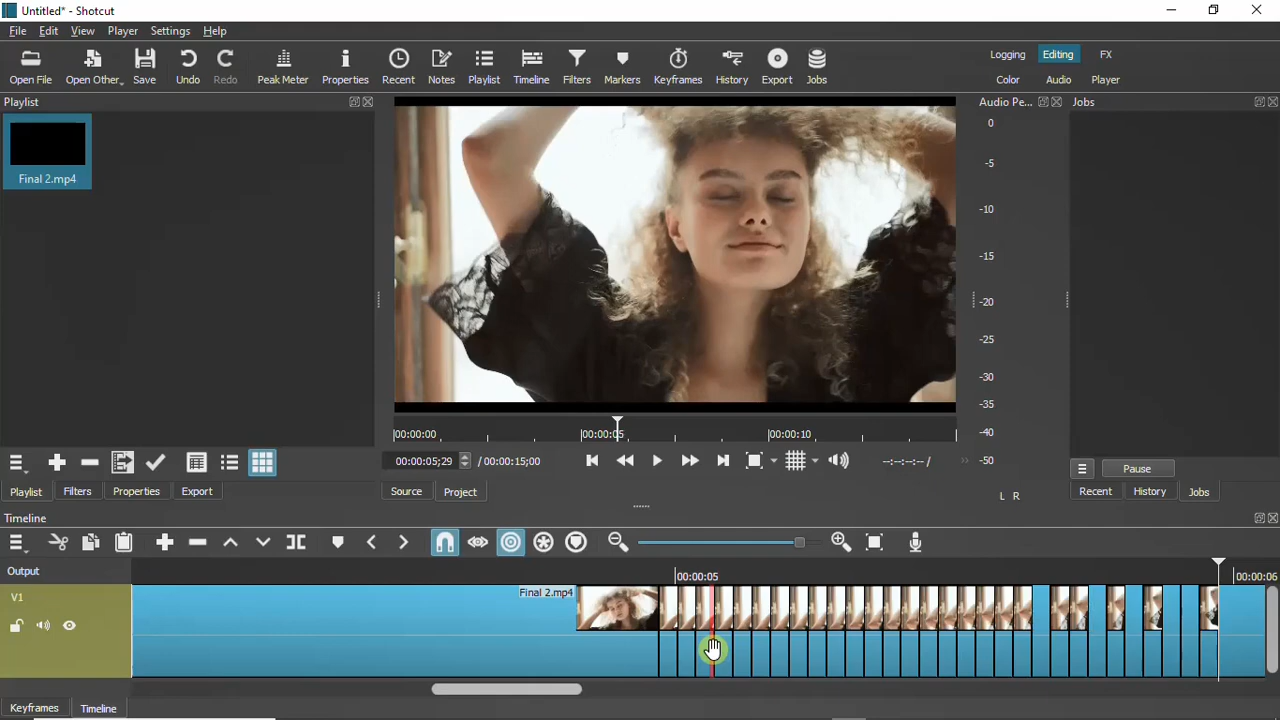 Untitled* - Shotcut
File Edit View Player Settings Help
Open File Open Other... Save Undo Redo Peak Meter Properties Recent Notes Playlist Timeline Filters Markers Keyframes History Export Jobs
Logging Editing FX
Color Audio Player
Playlist
Audio Pe... Jobs
Final 2.mp4
0
-5
-10
-15
-20
-25
-30
-35
-40
-50
L R
00:00:00 00:00:05 00:00:10
00:00:05;29 / 00:00:15;00
--:--:--:-- /
Pause
Playlist Filters Properties Export
Source Project
Recent History Jobs
Timeline
Output
00:00:05 00:00:06
V1
Final 2.mp4
Keyframes Timeline